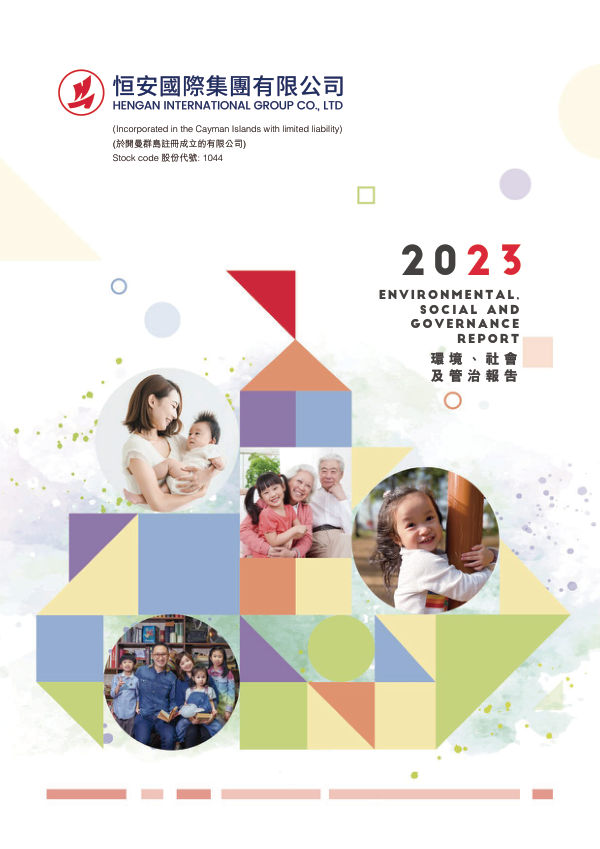 恒安國際集團有限公司
HENGAN INTERNATIONAL GROUP CO., LTD
(Incorporated in the Cayman Islands with limited liability)
(於開曼群島註冊成立的有限公司)
Stock code 股份代號: 1044
2023
ENVIRONMENTAL,
SOCIAL AND
GOVERNANCE
REPORT
環境、社會
及管治報告